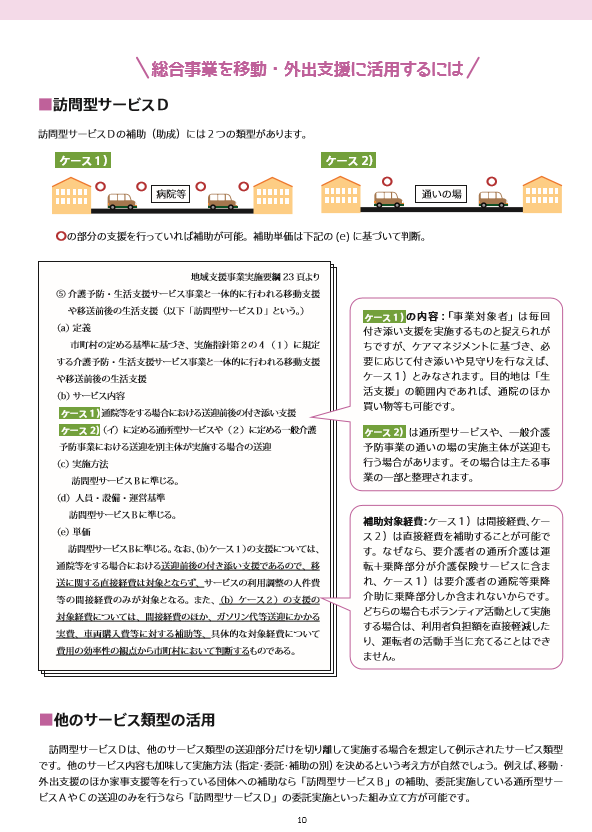 総合事業を移動・外出支援に活用するには
■訪問型サービスD
訪問型サービスDの補助（助成）には２つの類型があります。
ケース1）
病院等
ケース2）
通いの場
○の部分の支援を行っていれば補助が可能。補助単価は下記の(e)に基づいて判断。
地域支援事業実施要綱23頁より
⑤ 介護予防・生活支援サービス事業と一体的に行われる移動支援
や移送前後の生活支援（以下「訪問型サービスD」という。）
(a) 定義
市町村の定める基準に基づき、実施指針第２の４（１）に規定
する介護予防・生活支援サービス事業と一体的に行われる移動支援
や移送前後の生活支援
(b) サービス内容
ケース1）通院等をする場合における送迎前後の付き添い支援
ケース2）（イ）に定める通所型サービスや（２）に定める一般介護
予防事業における送迎を別主体が実施する場合の送迎
(c) 実施方法
訪問型サービスBに準じる。
(d) 人員・設備・運営基準
訪問型サービスBに準じる。
(e) 単価
訪問型サービスBに準じる。なお、(b)ケース１の支援については、
通院等をする場合における送迎前後の付き添い支援であるので、移
送に関する直接経費は対象とならず、サービスの利用調整の人件費
等の間接経費のみが対象となる。また、(b) ケース２の支援の
対象経費については、間接経費のほか、ガソリン代等送迎にかかる
実費、車両購入費等に対する補助等、具体的な対象経費について
費用の効率性の観点から市町村において判断するものである。
ケース1）の内容：「事業対象者」は毎回
付き添い支援を実施するものと捉えられが
ちですが、ケアマネジメントに基づき、必
要に応じて付き添いや見守りを行なえば、
ケース１）とみなされます。目的地は「生
活支援」の範囲内であれば、通院のほか
買い物等も可能です。
ケース2）は通所型サービスや、一般介護
予防事業の通いの場の実施主体が送迎も
行う場合があります。その場合は主たる事
業の一部と整理されます。
補助対象経費：ケース１）は間接経費、ケー
ス２）は直接経費を補助することが可能で
す。なぜなら、要介護者の通所介護は運
転＋乗降部分が介護保険サービスに含ま
れ、ケース１）は要介護者の通院等乗降
介助に乗降部分しか含まれないからです。
どちらの場合もボランティア活動として実施
する場合は、利用者負担額を直接軽減した
り、運転者の活動手当に充てることはでき
ません。
■他のサービス類型の活用
訪問型サービスDは、他のサービス類型の送迎部分だけを切り離して実施する場合を想定して例示されたサービス類型
です。他のサービス内容も加味して実施方法（指定・委託・補助の別）を決めるという考え方が自然でしょう。例えば、移動・
外出支援のほか家事支援等を行っている団体への補助なら「訪問型サービスB」の補助、委託実施している通所型サー
ビスAやCの送迎のみを行うなら「訪問型サービスD」の委託実施といった組み立て方が可能です。
10